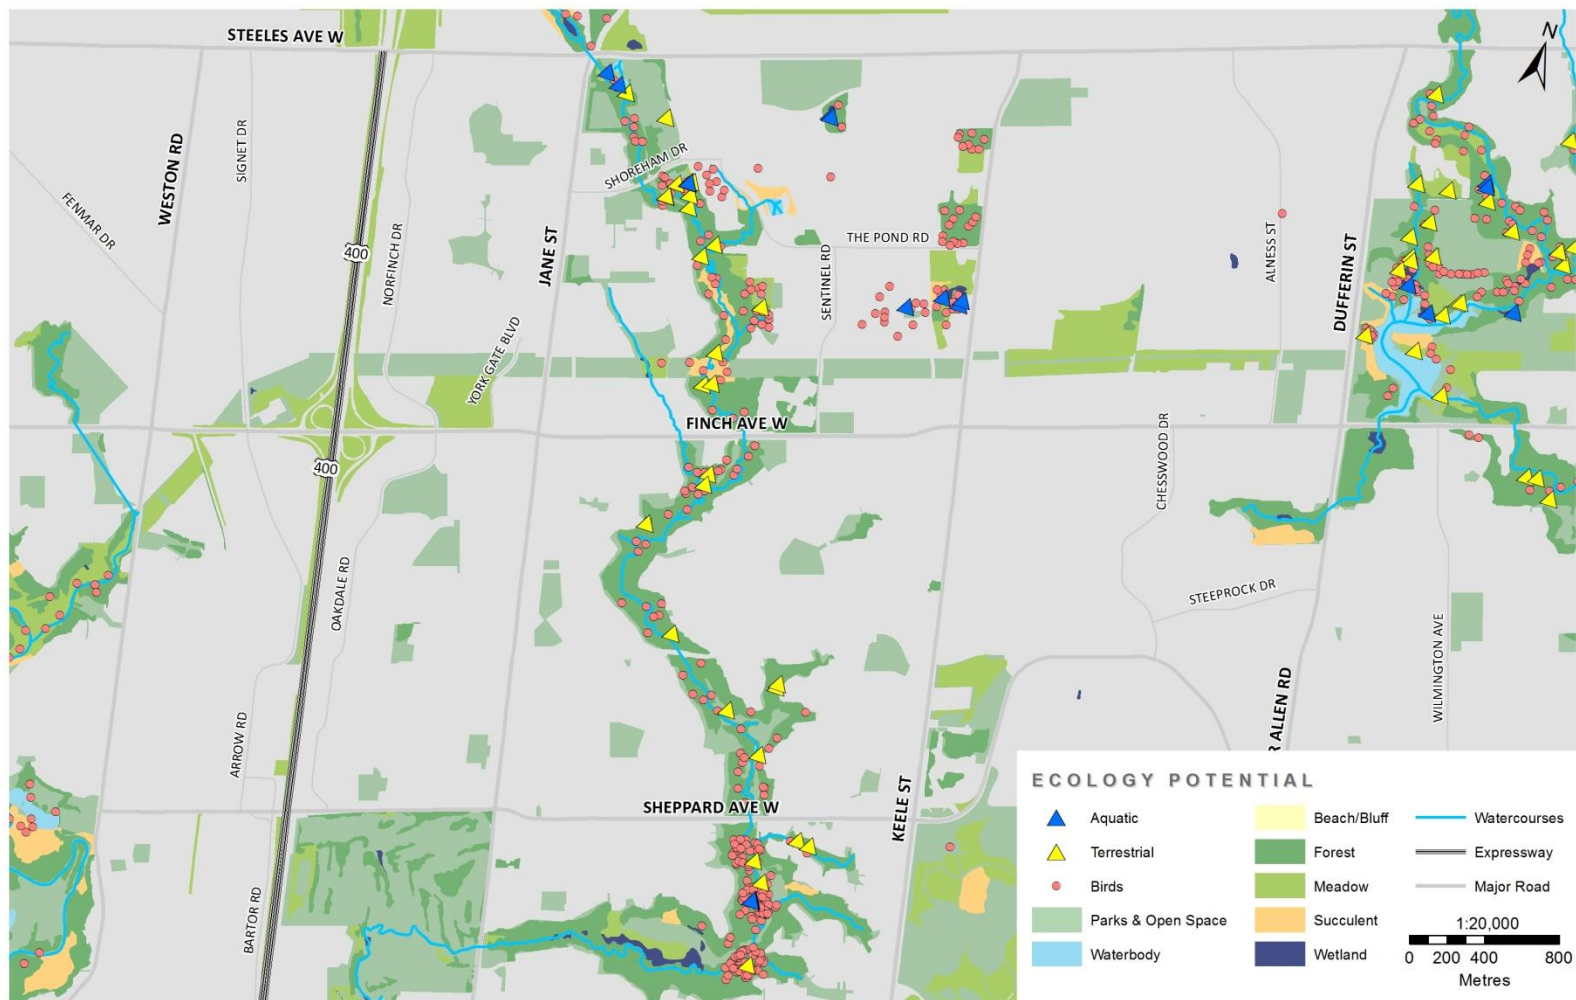 STEELES AVE W
N
SIGNET DR
WESTON RD
SHOREHAM DR
FENMAR DR
400
NORFINCH DR
JANE ST
THE POND RD
SENTINEL RD
ALNESS ST
DUFFERIN ST
YORK GATE BLVD
FINCH AVE W
400
CHESSWOOD DR
OAKDALE RD
STEEPROCK DR
WILMINGTON AVE
R ALLEN RD
ARROW RD
SHEPPARD AVE W
KEELE ST
BARTOR RD
ECOLOGY POTENTIAL
Aquatic
Terrestrial
Birds
Parks & Open Space
Waterbody
Beach/Bluff
Forest
Meadow
Succulent
Wetland
Watercourses
Expressway
Major Road
1:20,000
0 200 400 800
Metres